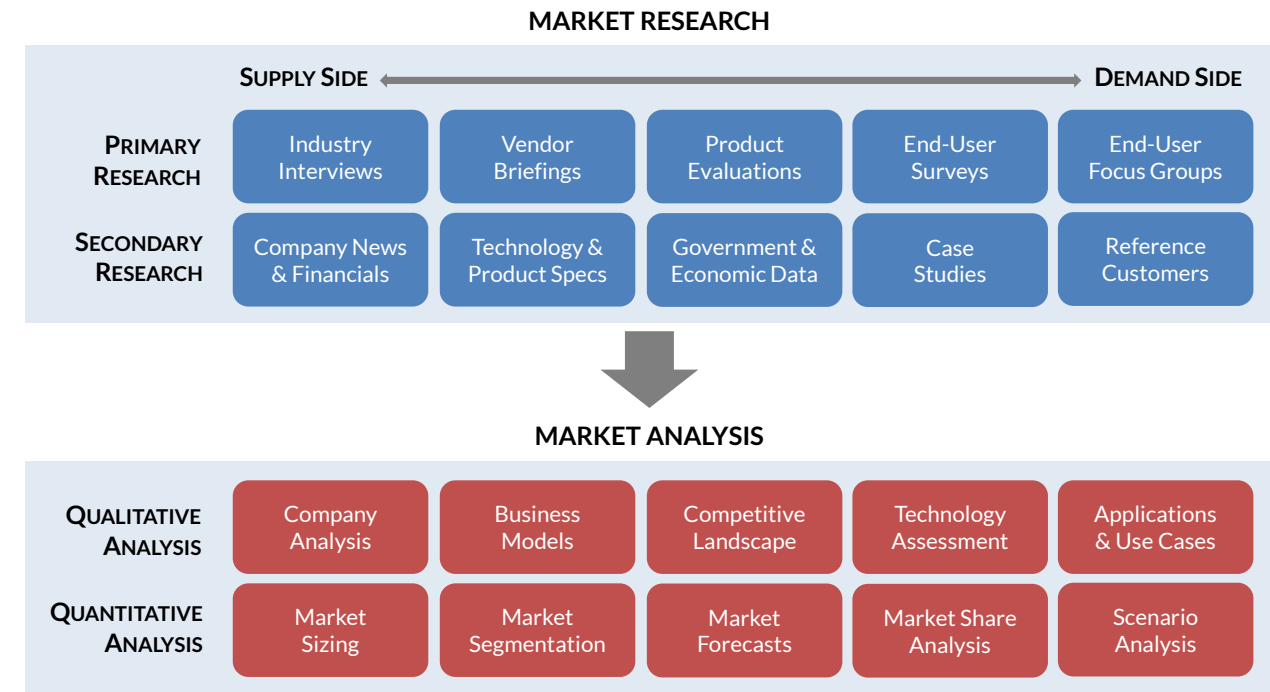 MARKET RESEARCH
SUPPLY SIDE
DEMAND SIDE
PRIMARY
RESEARCH
Industry
Interviews
Vendor
Briefings
Product
Evaluations
End-User
Surveys
End-User
Focus Groups
SECONDARY
RESEARCH
Company News
& Financials
Technology &
Product Specs
Government &
Economic Data
Case
Studies
Reference
Customers
MARKET ANALYSIS
QUALITATIVE
ANALYSIS
Company
Analysis
Business
Models
Competitive
Landscape
Technology
Assessment
Applications
& Use Cases
QUANTITATIVE
ANALYSIS
Market
Sizing
Market
Segmentation
Market
Forecasts
Market Share
Analysis
Scenario
Analysis